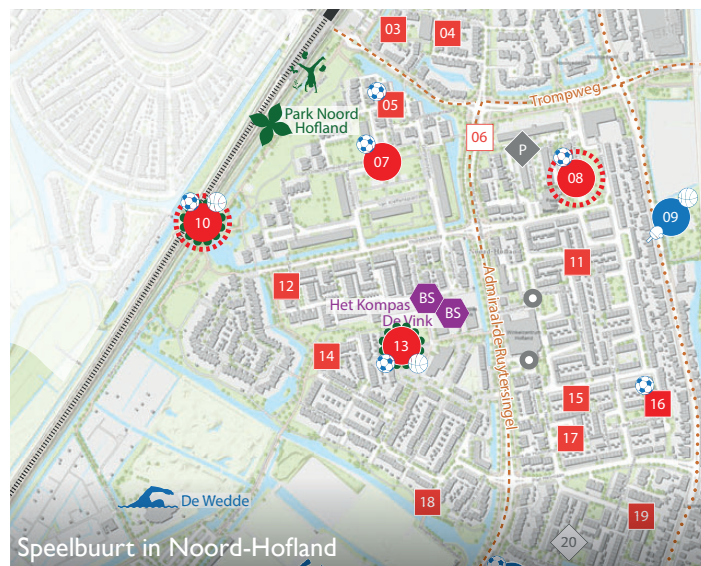 03
04
05
Trompweg
Park Noord
Hofland
06
P
07
08
09
10
11
12
Het Kompas
BS
De Vink
BS
Admiraal de Ruytersingel
13
14
15
16
17
De Wedde
18
19
20
Speelbuurt in Noord-Hofland